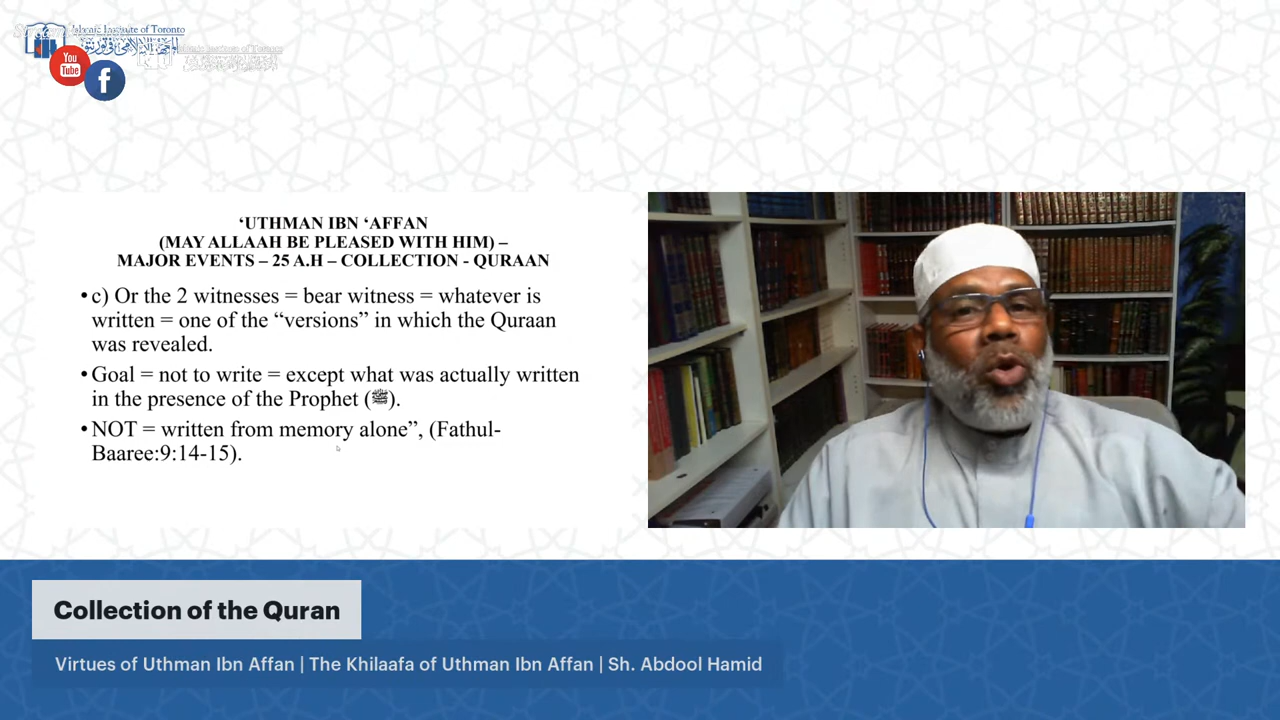 Islamic Institute of Toronto
You
Tube
f
Islamic Institute of Toronto
‘UTHMAN IBN ‘AFFAN
(MAY ALLAAH BE PLEASED WITH HIM) –
MAJOR EVENTS – 25 A.H – COLLECTION - QURAAN
•c) Or the 2 witnesses = bear witness = whatever is
written = one of the “versions” in which the Quraan
was revealed.
•Goal = not to write = except what was actually written
in the presence of the Prophet (ﷺ).
•NOT = written from memory alone”, (Fathul-
Baaree:9:14-15).
Collection of the Quran
Virtues of Uthman Ibn Affan | The Khilaafa of Uthman Ibn Affan | Sh. Abdool Hamid